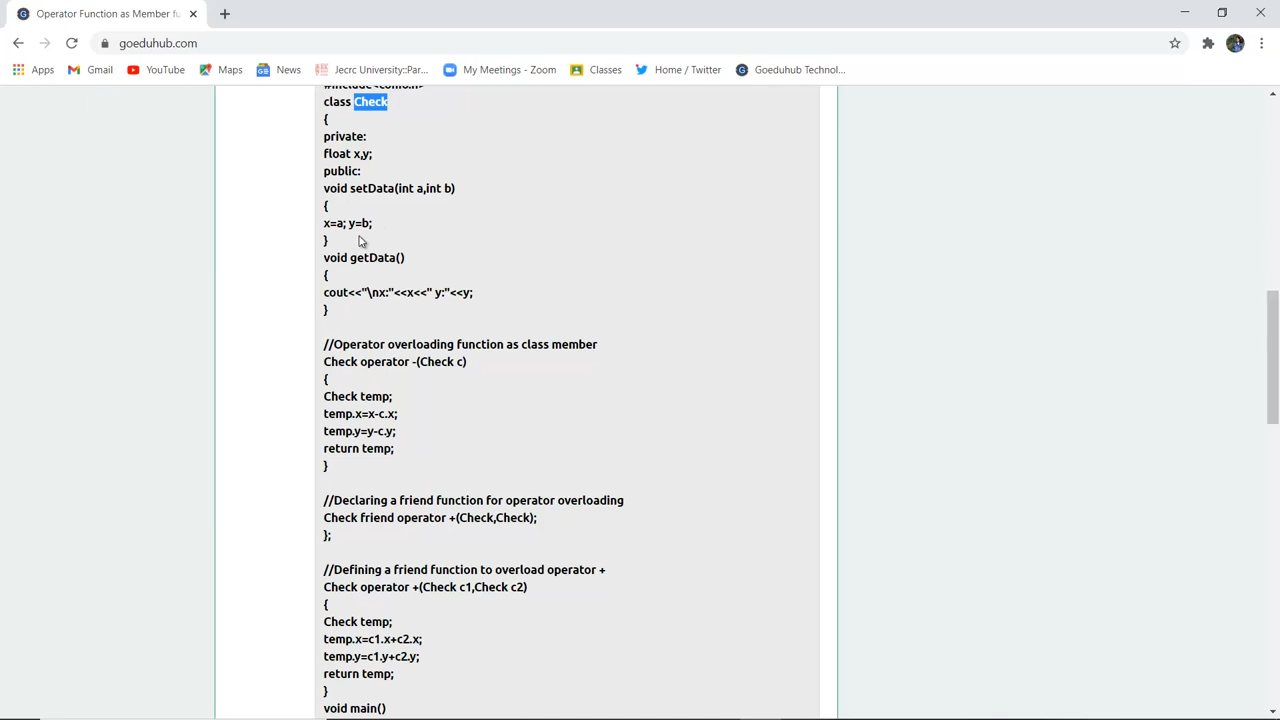 Operator Function as Member fu
goeduhub.com
Apps
Gmail
YouTube
Maps
News
Jecrc University::Par...
My Meetings - Zoom
Classes
Home / Twitter
Goeduhub Technol...
#include<conio.h>
class Check
{
private:
float x,y;
public:
void setData(int a,int b)
{
x=a; y=b;
}
void getData()
{
cout<<"\nx:"<<x<<" y:"<<y;
}
//Operator overloading function as class member
Check operator -(Check c)
{
Check temp;
temp.x=x-c.x;
temp.y=y-c.y;
return temp;
}
//Declaring a friend function for operator overloading
Check friend operator +(Check,Check);
};
//Defining a friend function to overload operator +
Check operator +(Check c1,Check c2)
{
Check temp;
temp.x=c1.x+c2.x;
temp.y=c1.y+c2.y;
return temp;
}
void main()